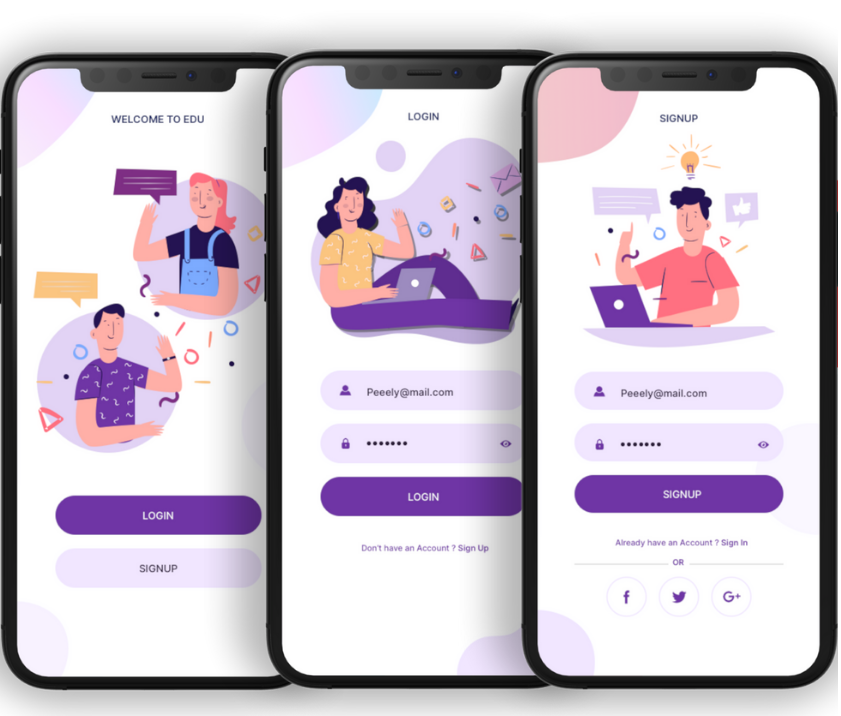 WELCOME TO EDU
LOGIN
SIGNUP
LOGIN
Peeely@mail.com
•••••••
LOGIN
Don't have an Account ? Sign Up
SIGNUP
Peeely@mail.com
•••••••
SIGNUP
Already have an Account ? Sign In
OR
f
G+